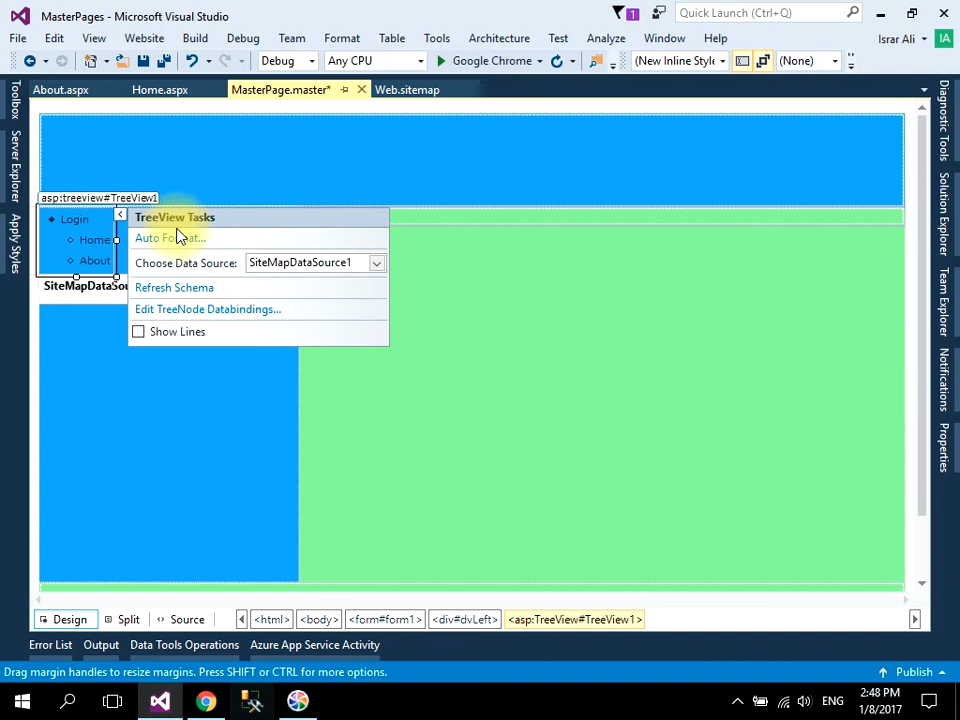 MasterPages - Microsoft Visual Studio
1
Quick Launch (Ctrl+Q)
File Edit View Website Build Debug Team Format Table Tools Architecture Test Analyze Window Help
Israr Ali IA
Debug Any CPU Google Chrome (New Inline Style (None)
About.aspx Home.aspx MasterPage.master* Web.sitemap
Toolbox
Server Explorer
Apply Styles
asp:treeview#TreeView1
Login
Home
About
SiteMapDataSou
TreeView Tasks
Auto Format...
Choose Data Source: SiteMapDataSource1
Refresh Schema
Edit TreeNode Databindings...
Show Lines
Diagnostic Tools
Solution Explorer
Team Explorer
Notifications
Properties
Design Split Source <html> <body> <form#form1> <div#dvLeft> <asp:TreeView#TreeView1>
Error List Output Data Tools Operations Azure App Service Activity
Drag margin handles to resize margins. Press SHIFT or CTRL for more options.
Publish
ENG
2:48 PM
1/8/2017